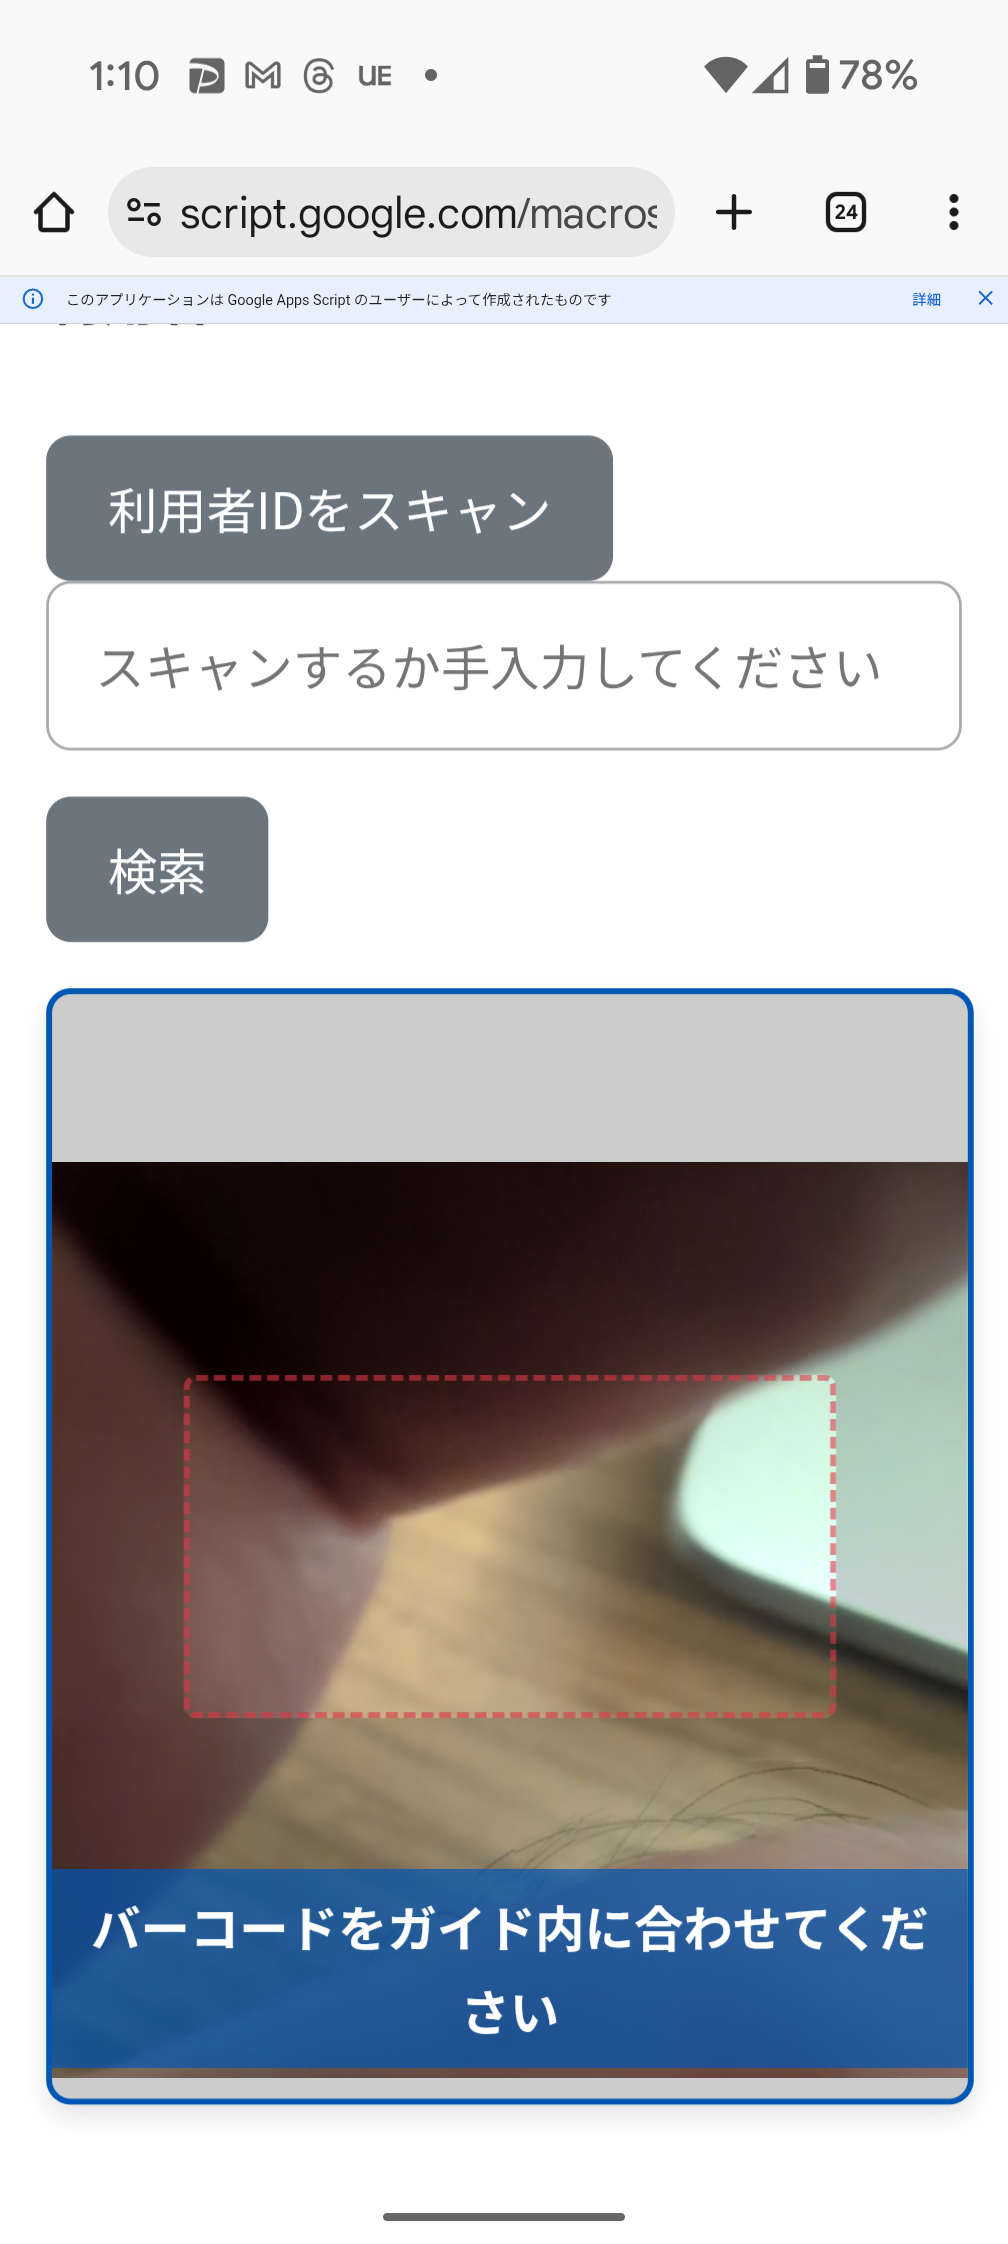 1:10 UE 78%
script.google.com/macros
24
このアプリケーションは Google Apps Script のユーザーによって作成されたものです 詳細
利用者IDをスキャン
スキャンするか手入力してください
検索
バーコードをガイド内に合わせてくだ
さい